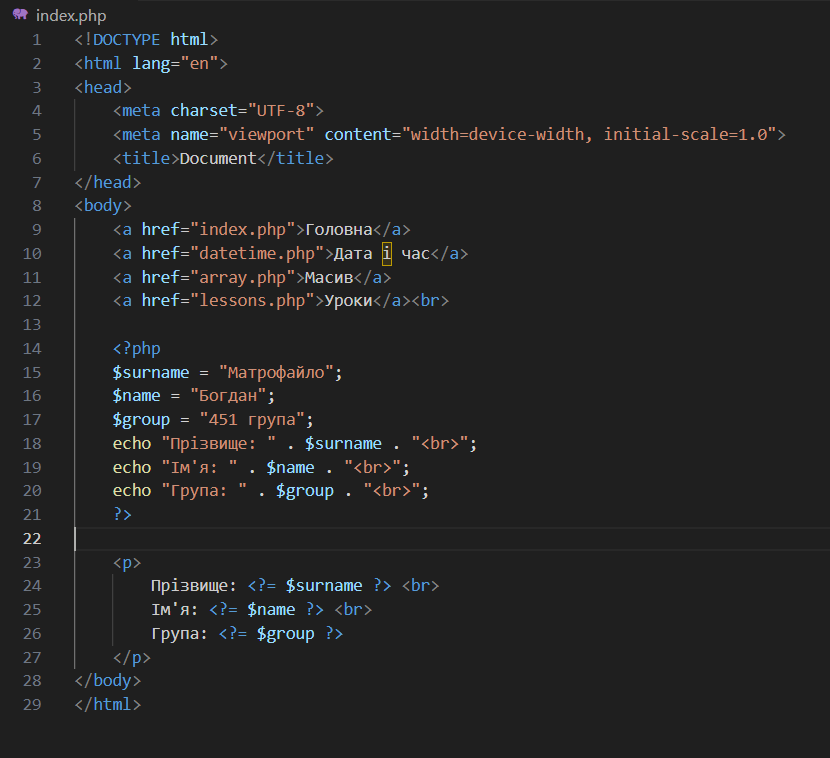 index.php
1 <!DOCTYPE html>
2 <html lang="en">
3 <head>
4     <meta charset="UTF-8">
5     <meta name="viewport" content="width=device-width, initial-scale=1.0">
6     <title>Document</title>
7 </head>
8 <body>
9     <a href="index.php">Головна</a>
10     <a href="datetime.php">Дата і час</a>
11     <a href="array.php">Масив</a>
12     <a href="lessons.php">Уроки</a><br>
13
14     <?php
15     $surname = "Матрофайло";
16     $name = "Богдан";
17     $group = "451 група";
18     echo "Прізвище: " . $surname . "<br>";
19     echo "Ім'я: " . $name . "<br>";
20     echo "Група: " . $group . "<br>";
21     ?>
22
23     <p>
24         Прізвище: <?= $surname ?> <br>
25         Ім'я: <?= $name ?> <br>
26         Група: <?= $group ?>
27     </p>
28 </body>
29 </html>